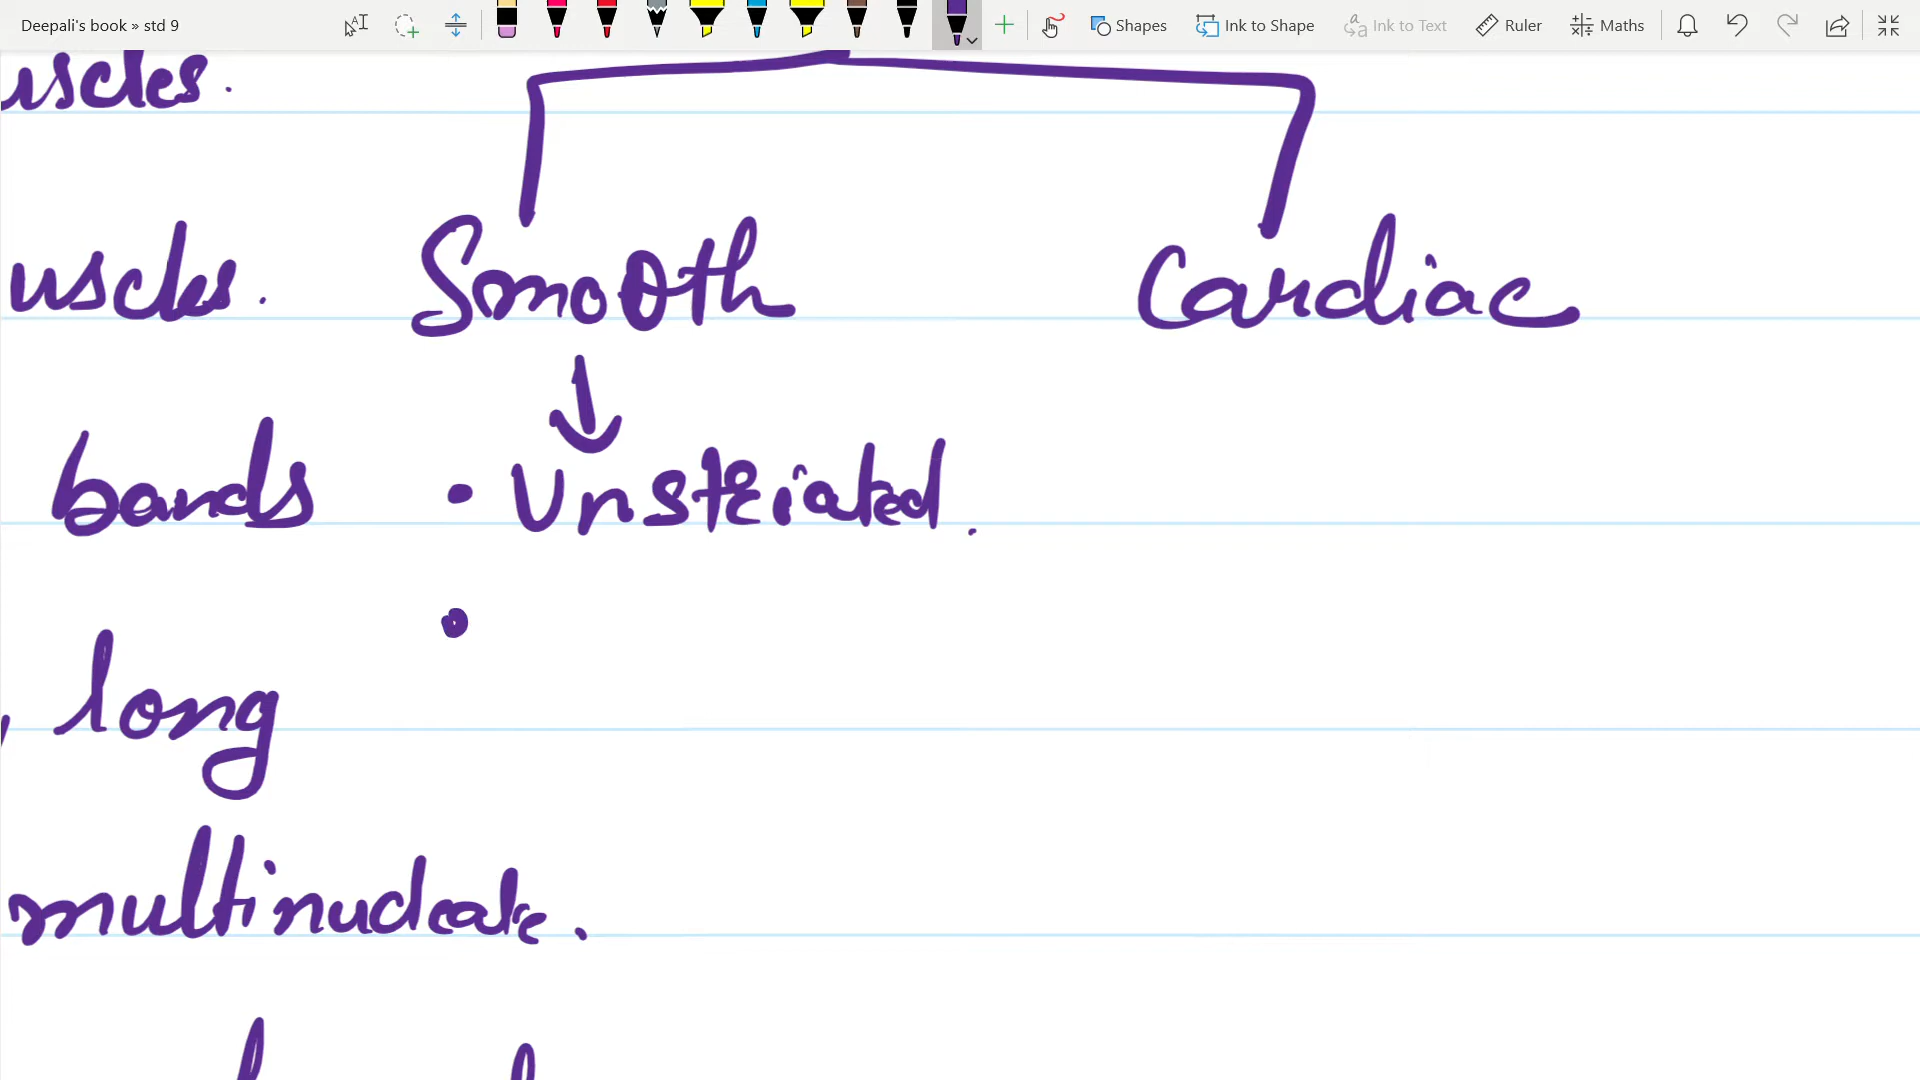 Deepali's book » std 9
Shapes
Ink to Shape
Ink to Text
Ruler
Maths
uscles.
uscles. Smooth Cardiac
bands • Unstriated.
•
, long
multinucleate.